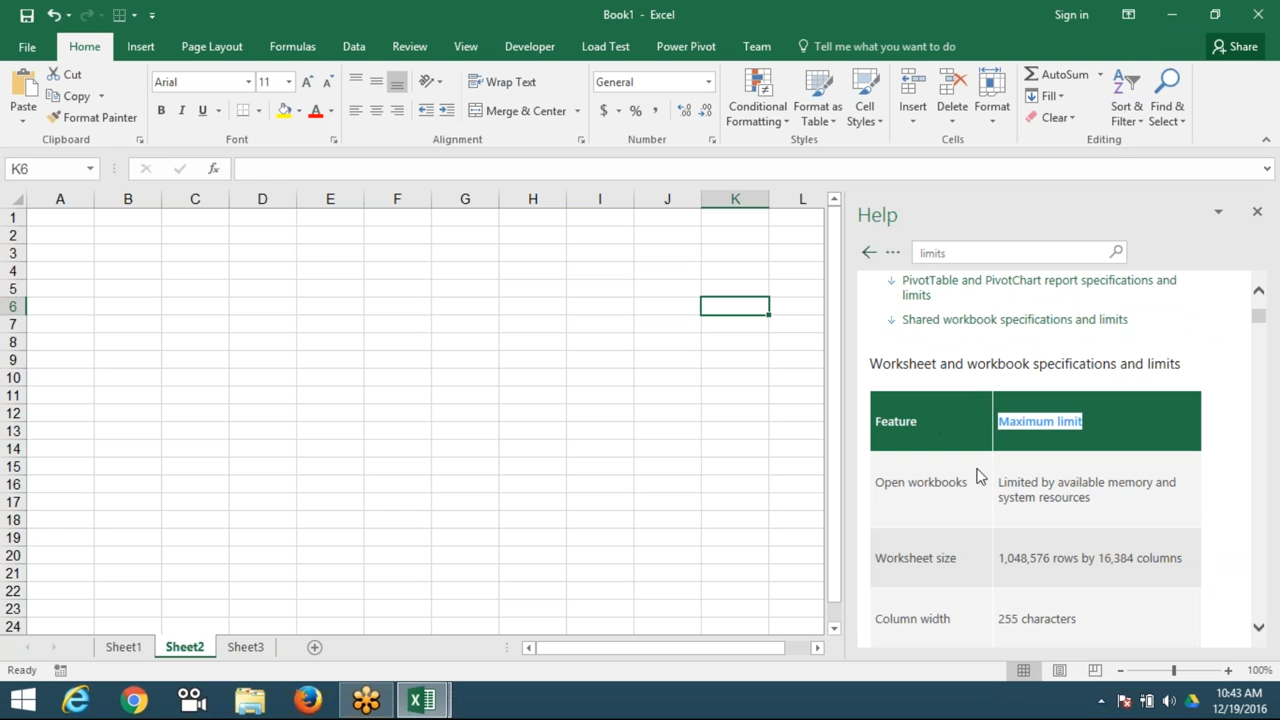 Book1 - Excel
Sign in
File Home Insert Page Layout Formulas Data Review View Developer Load Test Power Pivot Team Tell me what you want to do Share
Paste
Cut
Copy
Format Painter
Clipboard
Arial 11
B I U
Font
Wrap Text
Merge & Center
Alignment
General
$ % ,
Number
Conditional Formatting
Format as Table
Cell Styles
Styles
Insert
Delete
Format
Cells
AutoSum
Fill
Clear
Sort & Filter
Find & Select
Editing
K6 fx
A B C D E F G H I J K L
1
2
3
4
5
6
7
8
9
10
11
12
13
14
15
16
17
18
19
20
21
22
23
24
Help
limits
PivotTable and PivotChart report specifications and
limits
Shared workbook specifications and limits
Worksheet and workbook specifications and limits
Feature Maximum limit
Open workbooks Limited by available memory and
system resources
Worksheet size 1,048,576 rows by 16,384 columns
Column width 255 characters
Sheet1 Sheet2 Sheet3
Ready
100%
10:43 AM
12/19/2016